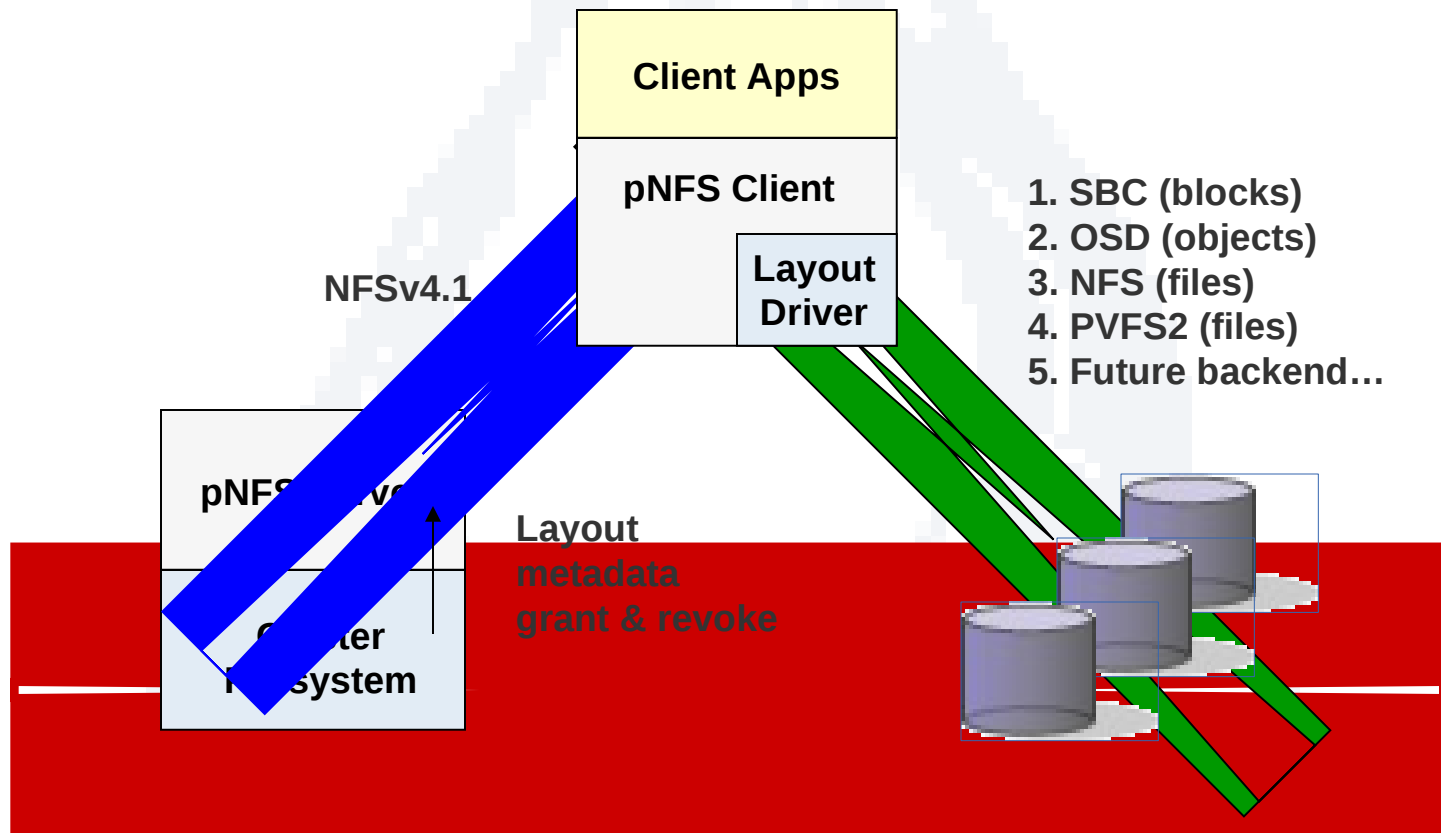 Client Apps
pNFS Client
Layout
Driver
NFSv4.1
1. SBC (blocks)
2. OSD (objects)
3. NFS (files)
4. PVFS2 (files)
5. Future backend…
Layout
metadata
grant & revoke